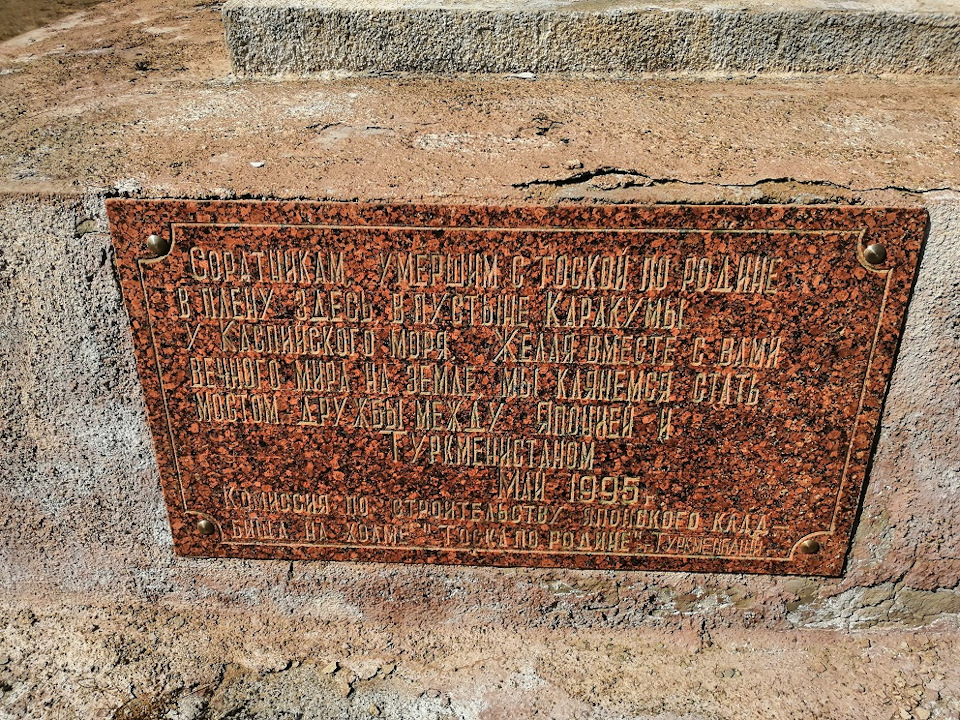 Соратникам умершим с тоской по родине
в плену здесь в пустыне Каракумы
у Каспийского моря. Желая вместе с вами
вечного мира на земле мы клянемся стать
мостом дружбы между Японией и
Туркменистаном
Май 1995г.
Комиссия по строительству японского клад-
бища на холме "Тоска по родине"